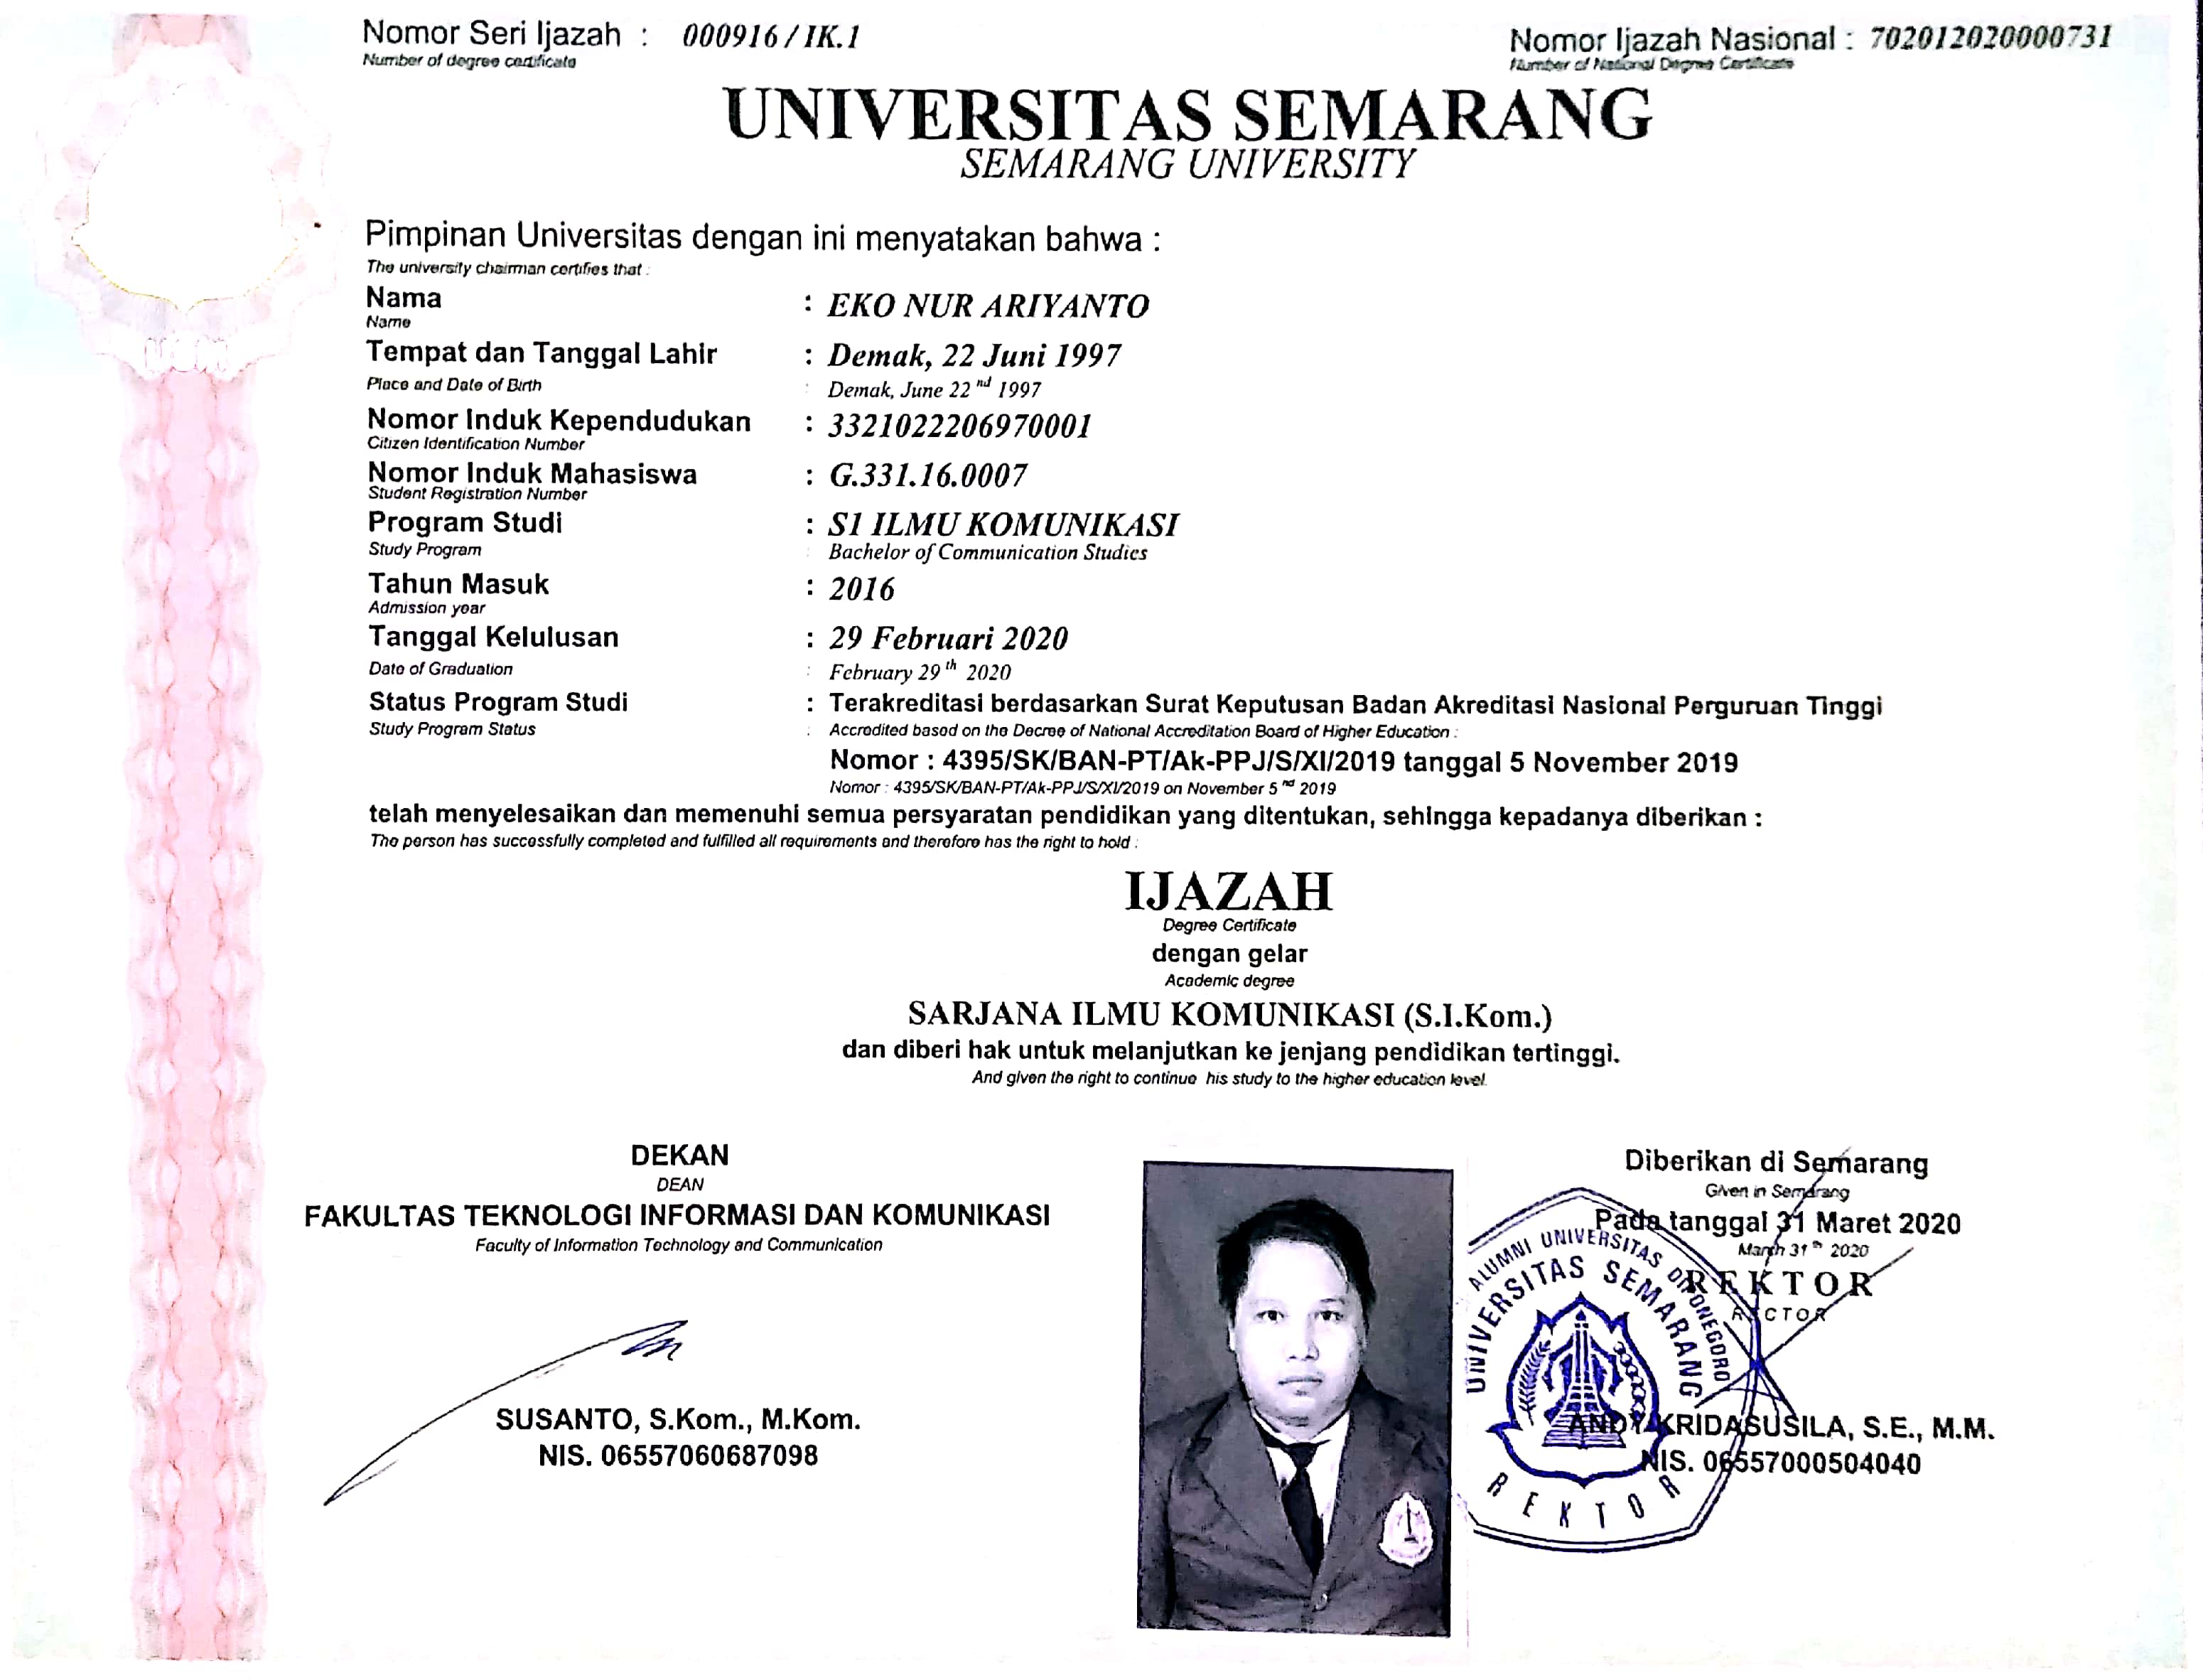 Nomor Seri Ijazah : 000916 / IK.1
Number of degree certificate
Nomor Ijazah Nasional : 702012020000731
Number of National Degree Certificate
UNIVERSITAS SEMARANG
SEMARANG UNIVERSITY
Pimpinan Universitas dengan ini menyatakan bahwa :
The university chairman certifies that :
Nama : EKO NUR ARIYANTO
Name
Tempat dan Tanggal Lahir : Demak, 22 Juni 1997
Place and Date of Birth : Demak, June 22 nd 1997
Nomor Induk Kependudukan : 3321022206970001
Citizen Identification Number
Nomor Induk Mahasiswa : G.331.16.0007
Student Registration Number
Program Studi : S1 ILMU KOMUNIKASI
Study Program : Bachelor of Communication Studies
Tahun Masuk : 2016
Admission year
Tanggal Kelulusan : 29 Februari 2020
Date of Graduation : February 29 th 2020
Status Program Studi : Terakreditasi berdasarkan Surat Keputusan Badan Akreditasi Nasional Perguruan Tinggi
Study Program Status : Accredited based on the Decree of National Accreditation Board of Higher Education :
Nomor : 4395/SK/BAN-PT/Ak-PPJ/S/XI/2019 tanggal 5 November 2019
Nomor : 4395/SK/BAN-PT/Ak-PPJ/S/XI/2019 on November 5 nd 2019
telah menyelesaikan dan memenuhi semua persyaratan pendidikan yang ditentukan, sehingga kepadanya diberikan :
The person has successfully completed and fulfilled all requirements and therefore has the right to hold :
IJAZAH
Degree Certificate
dengan gelar
Academic degree
SARJANA ILMU KOMUNIKASI (S.I.Kom.)
dan diberi hak untuk melanjutkan ke jenjang pendidikan tertinggi.
And given the right to continue his study to the higher education level.
DEKAN
DEAN
FAKULTAS TEKNOLOGI INFORMASI DAN KOMUNIKASI
Faculty of Information Technology and Communication
SUSANTO, S.Kom., M.Kom.
NIS. 06557060687098
Diberikan di Semarang
Given in Semarang
Pada tanggal 31 Maret 2020
March 31 th 2020
REKTOR
RECTOR
ANDY KRIDASUSILA, S.E., M.M.
NIS. 06557000504040
ALUMNI UNIVERSITAS DIPONEGORO
UNIVERSITAS SEMARANG
REKTOR
USM